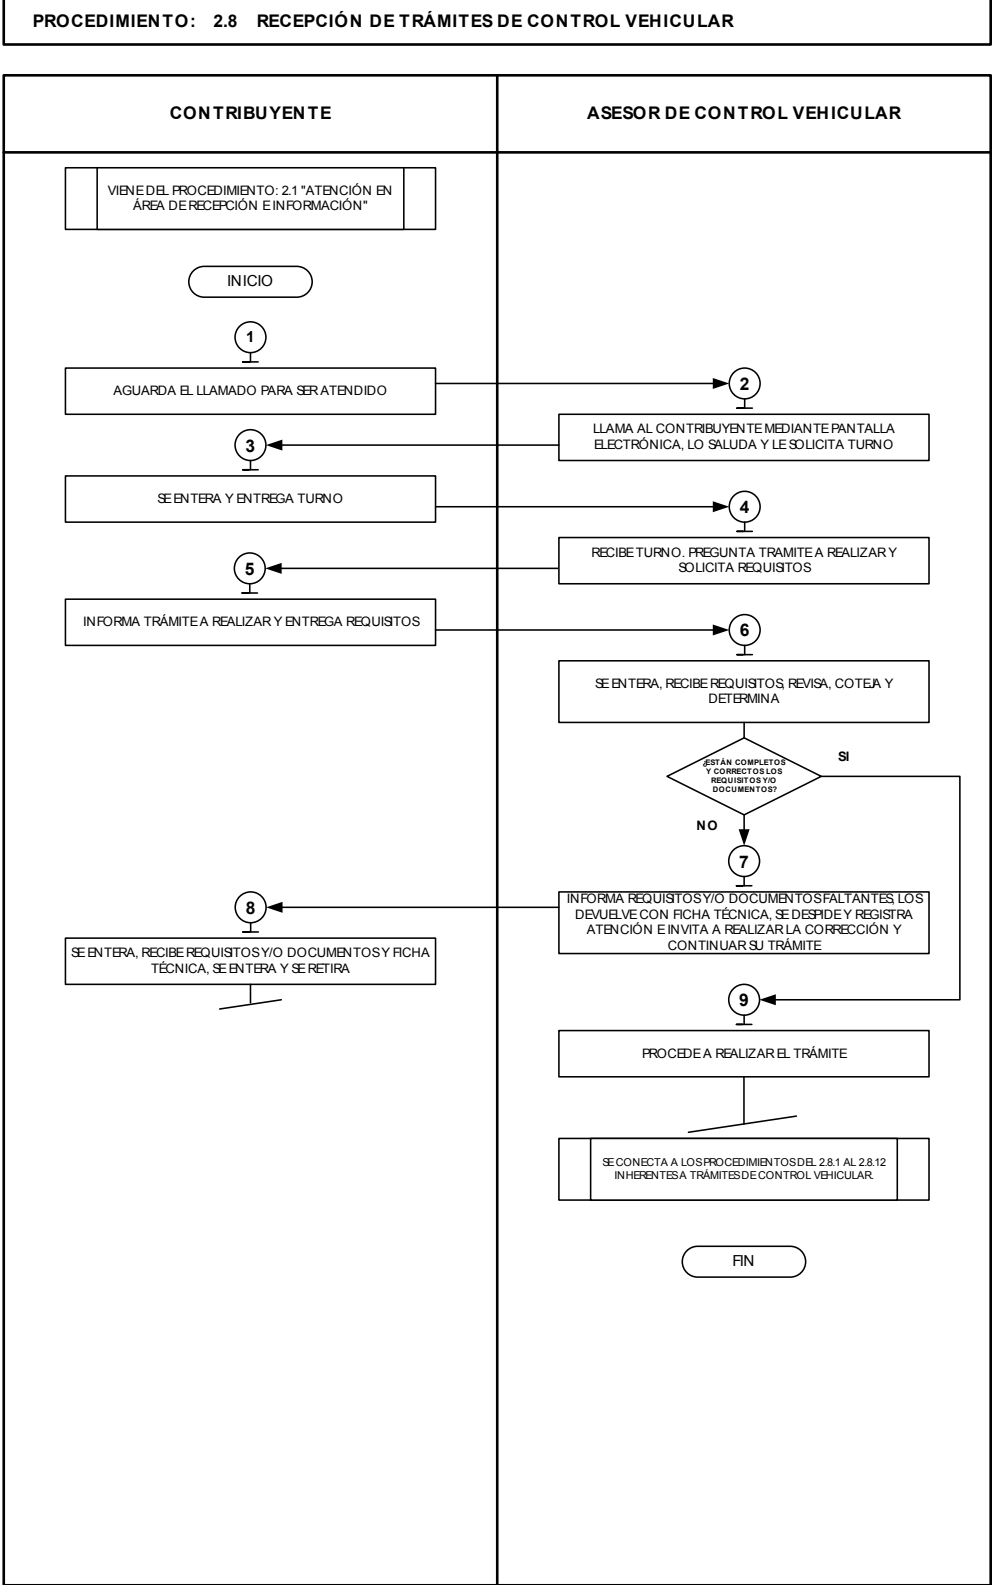 PROCEDIMIENTO: 2.8 RECEPCIÓN DE TRÁMITES DE CONTROL VEHICULAR
CONTRIBUYENTE
ASESOR DE CONTROL VEHICULAR
VIENE DEL PROCEDIMIENTO: 2.1 "ATENCIÓN EN
ÁREA DE RECEPCIÓN E INFORMACIÓN"
INICIO
1
AGUARDA EL LLAMADO PARA SER ATENDIDO
2
LLAMA AL CONTRIBUYENTE MEDIANTE PANTALLA
ELECTRÓNICA, LO SALUDA Y LE SOLICITA TURNO
3
SE ENTERA Y ENTREGA TURNO
4
RECIBE TURNO. PREGUNTA TRAMITE A REALIZAR Y
SOLICITA REQUISITOS
5
INFORMA TRÁMITE A REALIZAR Y ENTREGA REQUISITOS
6
SE ENTERA, RECIBE REQUISITOS, REVISA, COTEJA Y
DETERMINA
¿ESTÁN COMPLETOS
Y CORRECTOS LOS
REQUISITOS Y/O
DOCUMENTOS?
SI
NO
7
INFORMA REQUISITOS Y/O DOCUMENTOS FALTANTES, LOS
DEVUELVE CON FICHA TÉCNICA, SE DESPIDE Y REGISTRA
ATENCIÓN E INVITA A REALIZAR LA CORRECCIÓN Y
CONTINUAR SU TRÁMITE
8
SE ENTERA, RECIBE REQUISITOS Y/O DOCUMENTOS Y FICHA
TÉCNICA, SE ENTERA Y SE RETIRA
9
PROCEDE A REALIZAR EL TRÁMITE
SE CONECTA A LOS PROCEDIMIENTOS DEL 2.8.1 AL 2.8.12
INHERENTES A TRÁMITES DE CONTROL VEHICULAR.
FIN